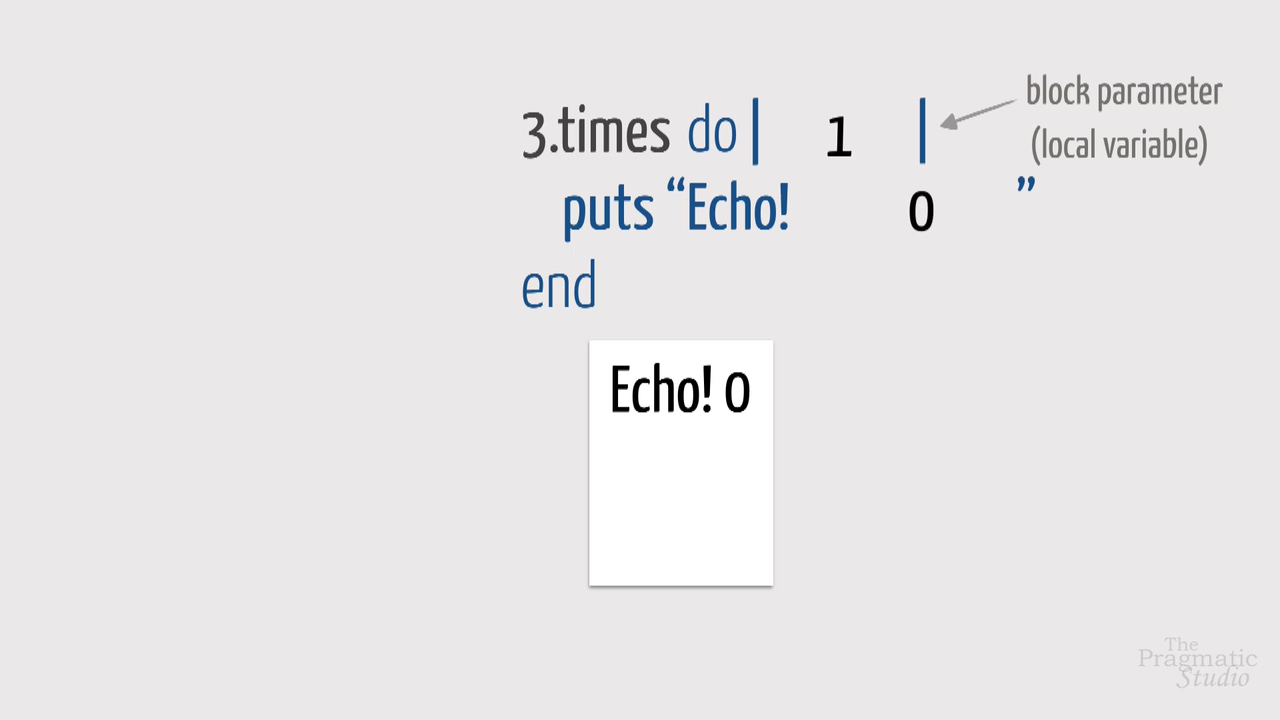 3.times do | 1 |
puts “Echo! 0 ”
end
block parameter
(local variable)
Echo! 0
The
Pragmatic
Studio